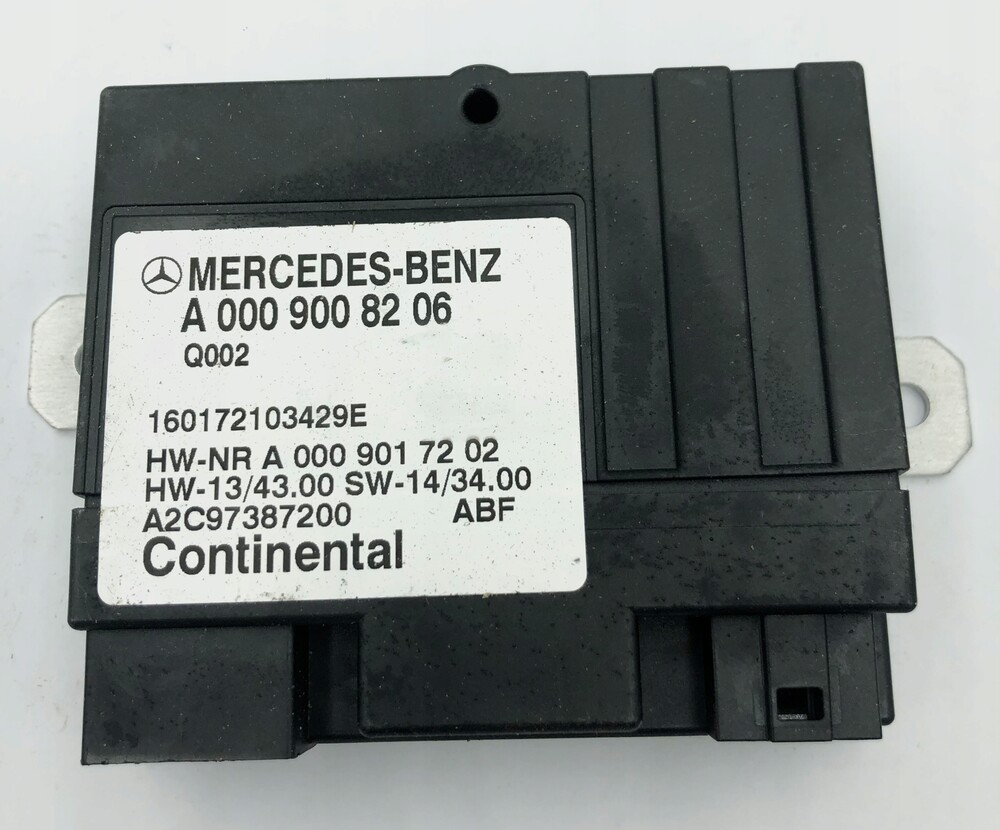 MERCEDES-BENZ
A 000 900 82 06
Q002
160172103429E
HW-NR A 000 901 72 02
HW-13/43.00 SW-14/34.00
A2C97387200 ABF
Continental